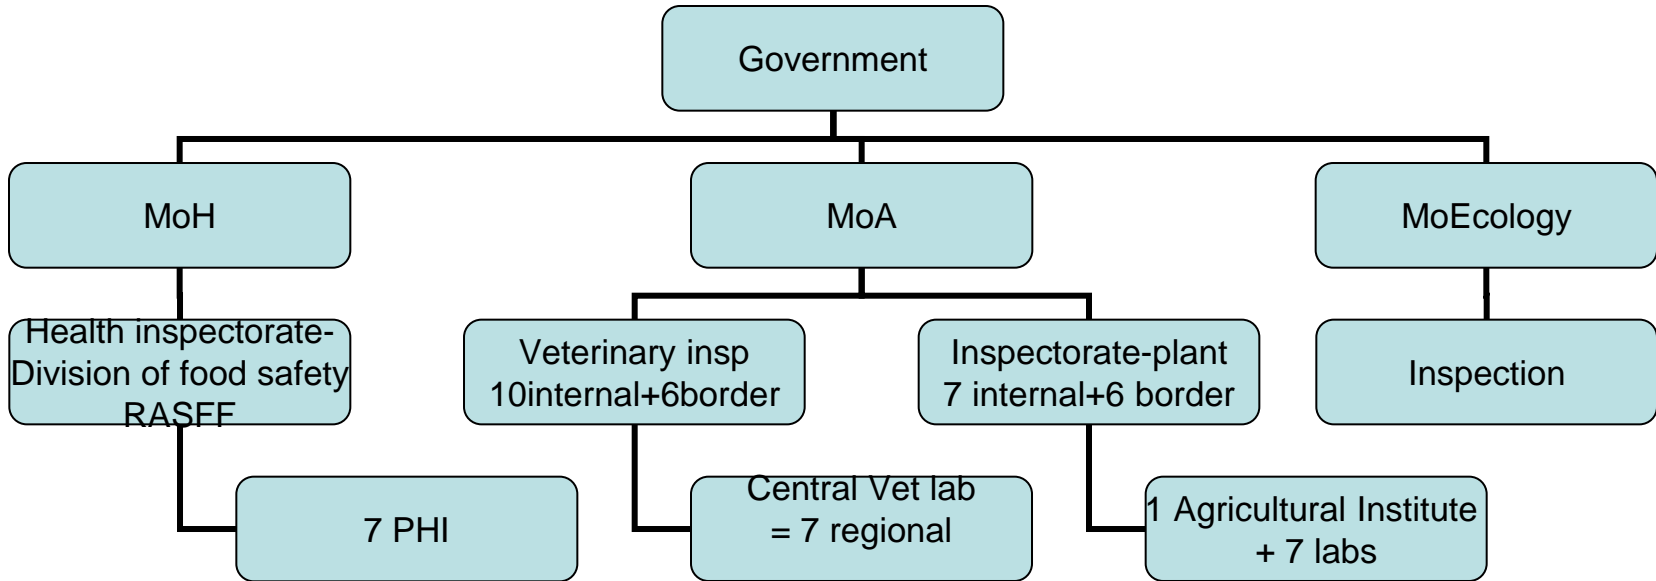 Government
MoH
MoA
MoEcology
Health inspectorate-
Division of food safety
RASFF
Veterinary insp
10internal+6border
Inspectorate-plant
7 internal+6 border
Inspection
7 PHI
Central Vet lab
= 7 regional
1 Agricultural Institute
+ 7 labs